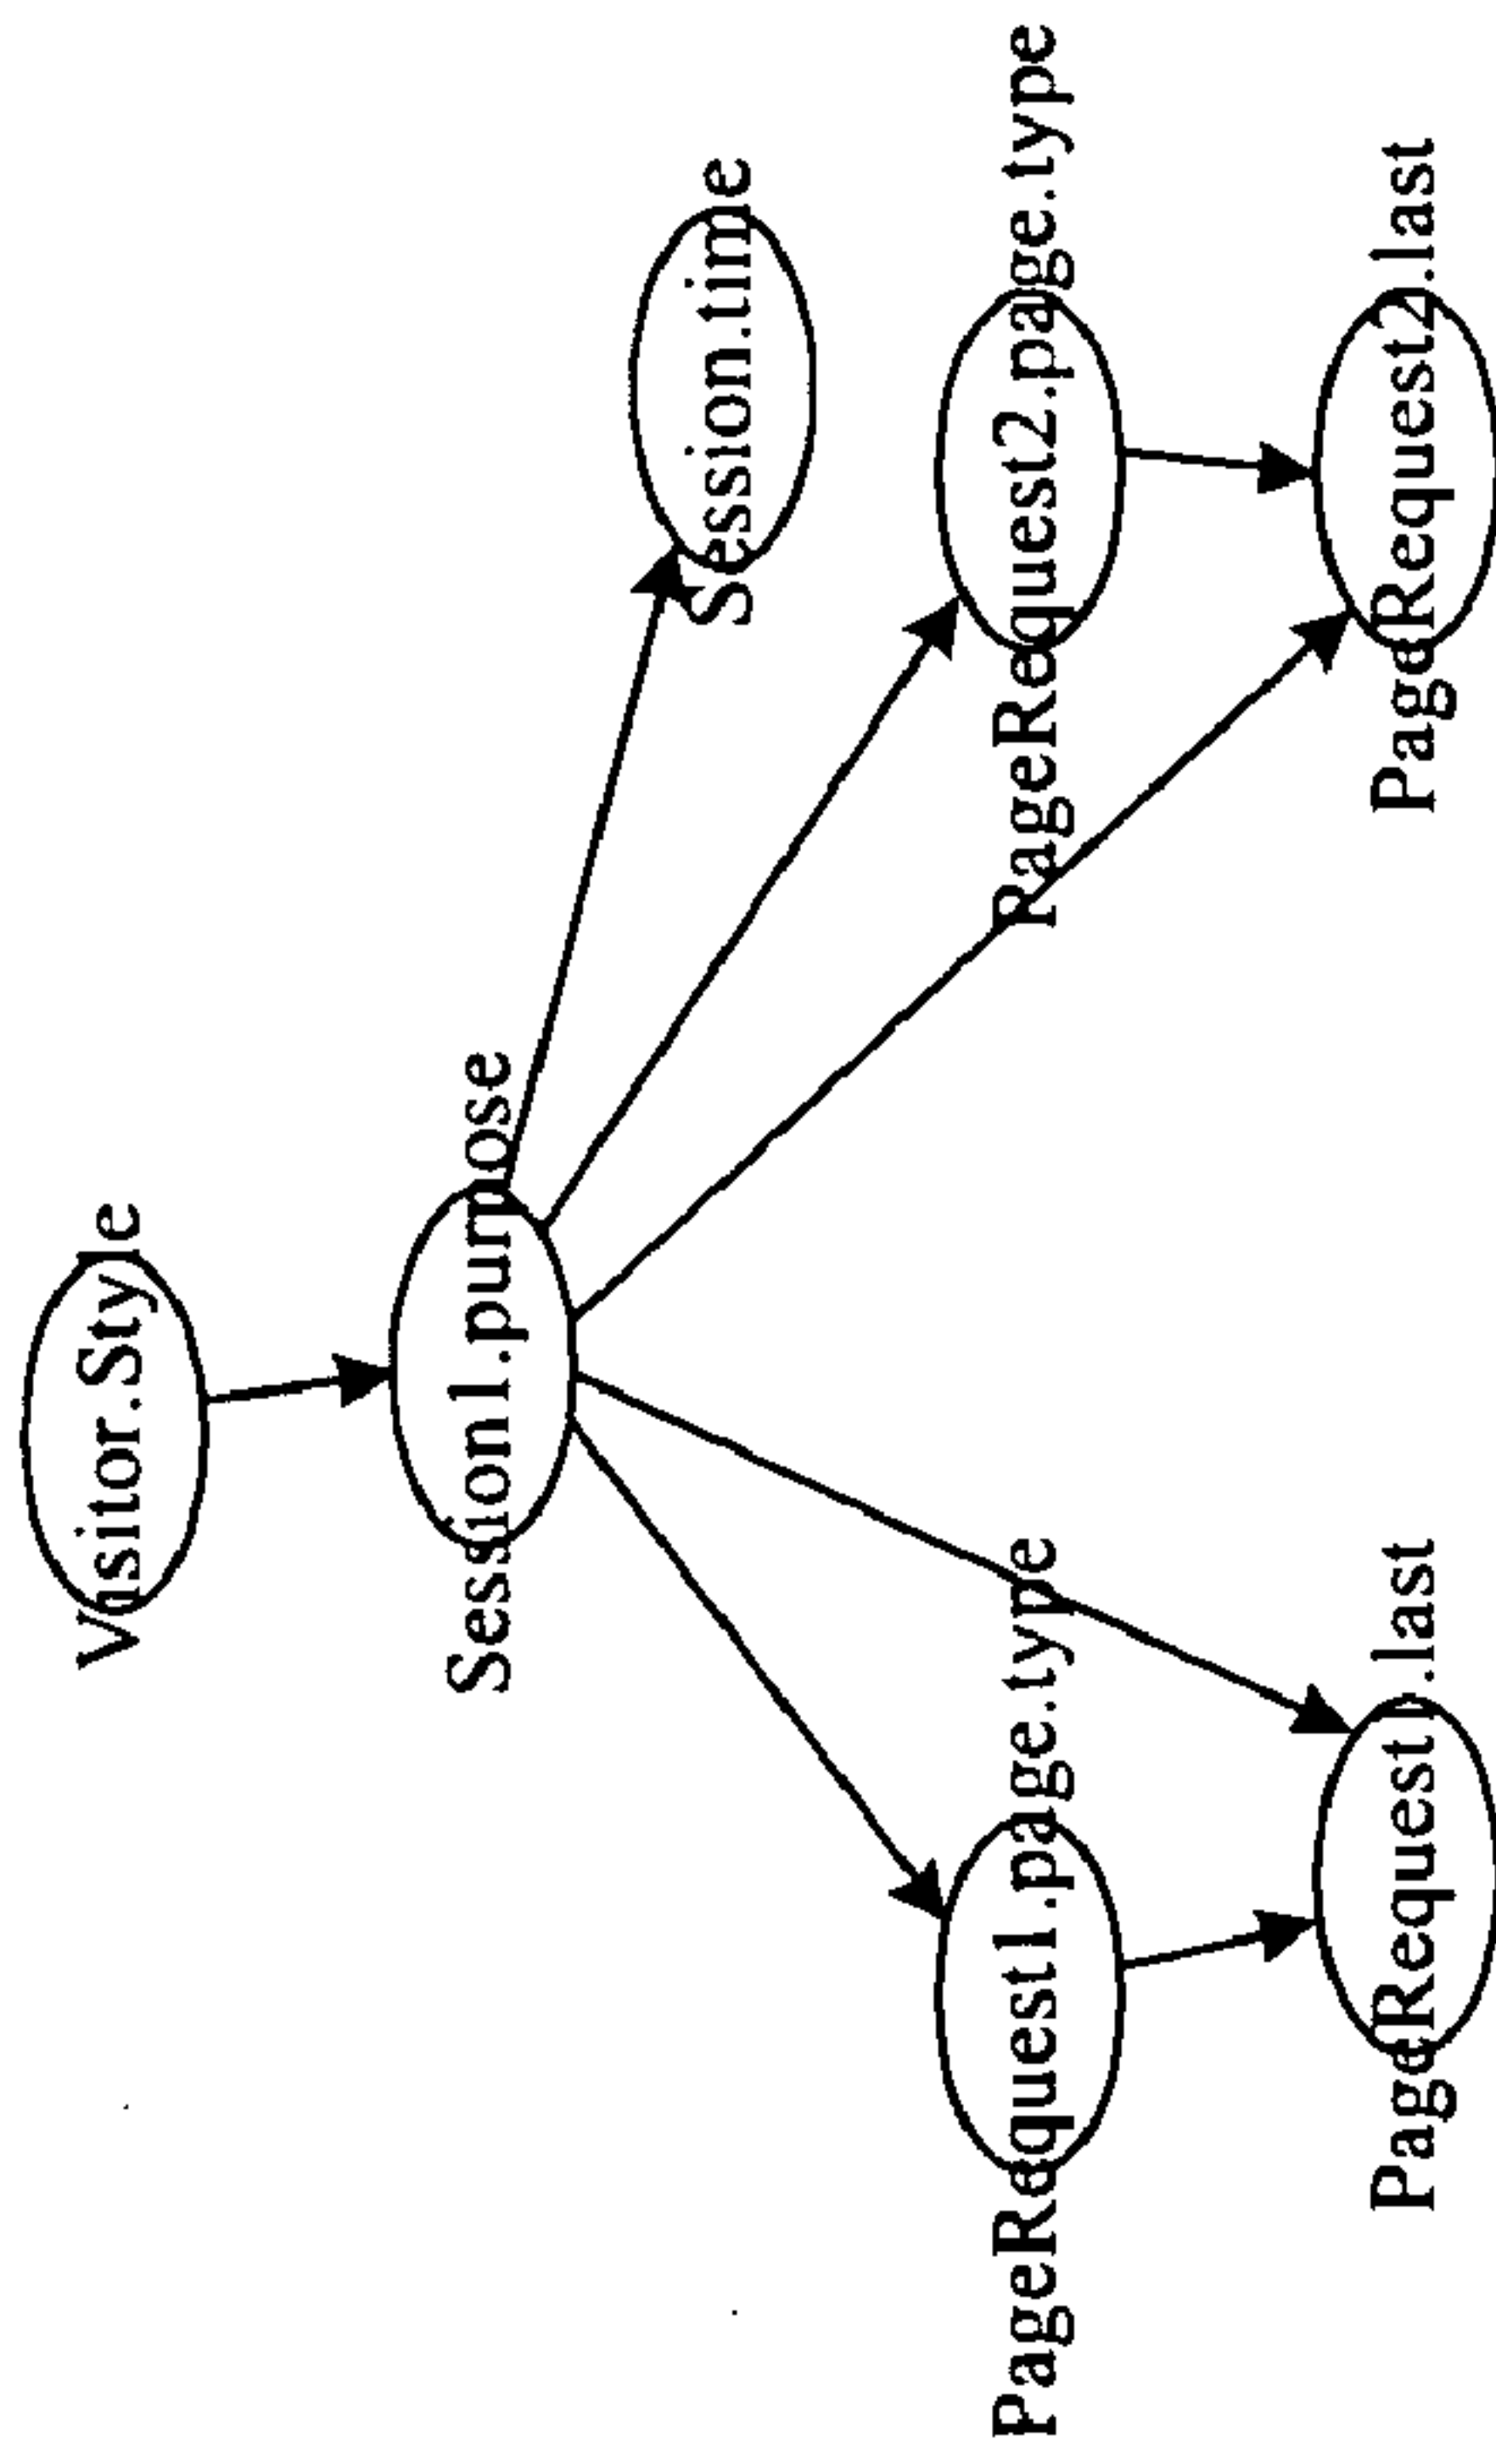 Visitor.Style
Session1.purpose
Session.time
PageRequest1.page.type
PageRequest2.page.type
PageRequest1.last
PageRequest2.last